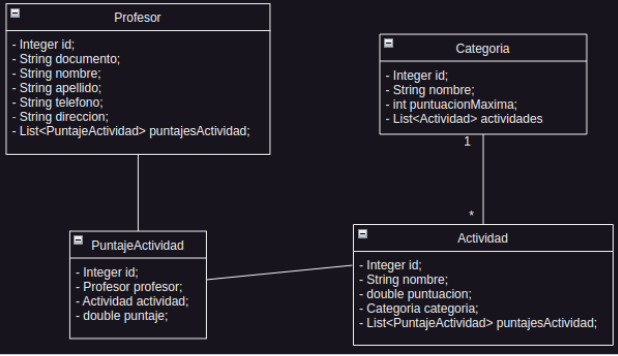 Profesor
- Integer id;
- String documento;
- String nombre;
- String apellido;
- String telefono;
- String direccion;
- List<PuntajeActividad> puntajesActividad;
Categoria
- Integer id;
- String nombre;
- int puntuacionMaxima;
- List<Actividad> actividades
1
*
PuntajeActividad
- Integer id;
- Profesor profesor;
- Actividad actividad;
- double puntaje;
Actividad
- Integer id;
- String nombre;
- double puntuacion;
- Categoria categoria;
- List<PuntajeActividad> puntajesActividad;